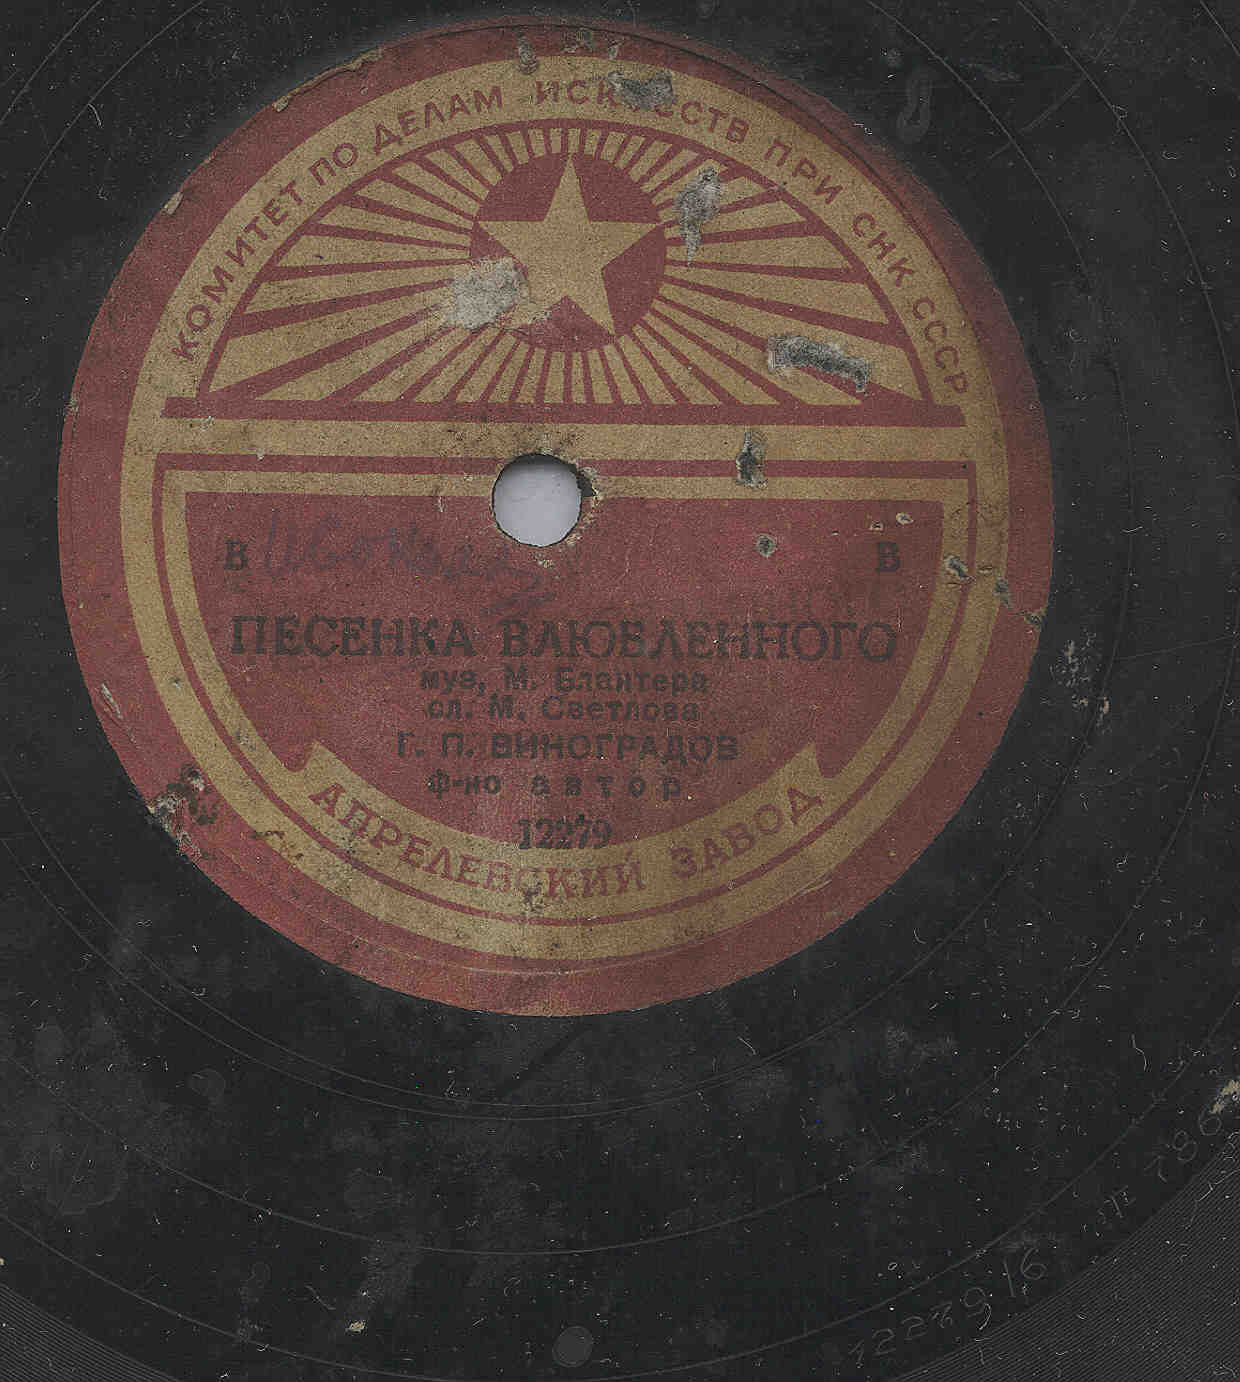 КОМИТЕТ ПО ДЕЛАМ ИСКУССТВ ПРИ СНК СССР
В В
ПЕСЕНКА ВЛЮБЛЕННОГО
муз. М. Блантера
сл. М. Светлова
Г. П. ВИНОГРАДОВ
ф-но автор
12279
АПРЕЛЕВСКИЙ ЗАВОД